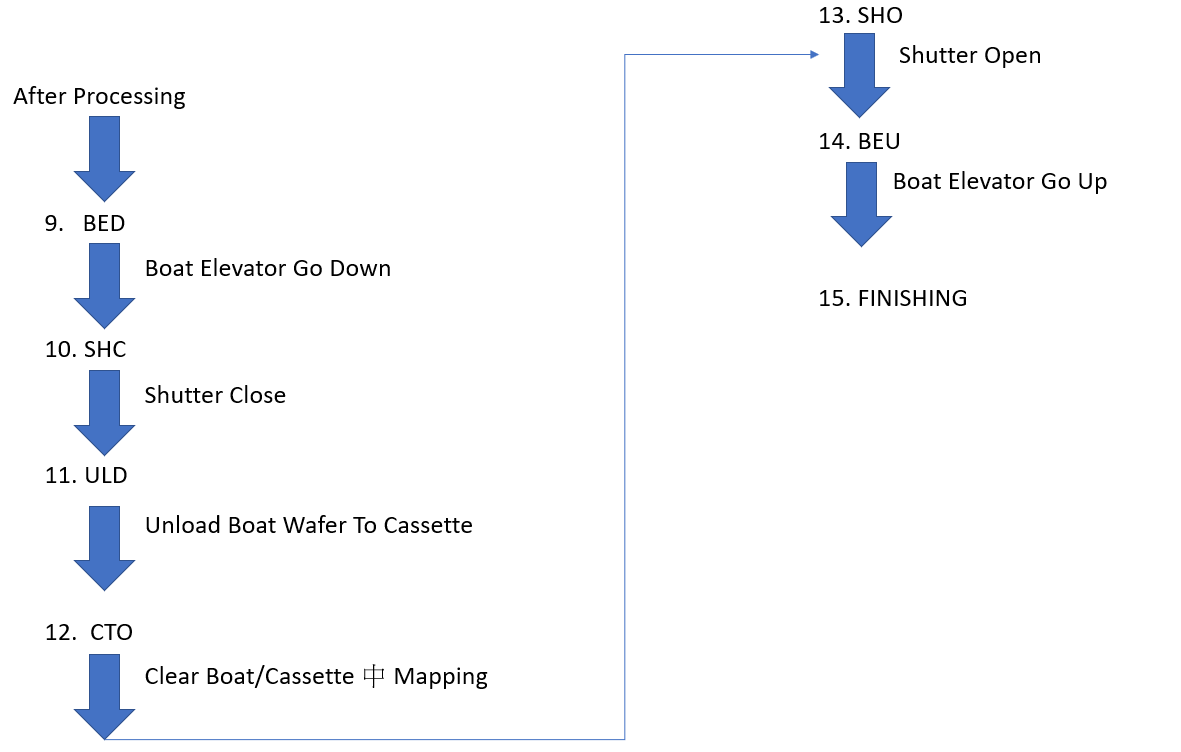 After Processing
9. BED
Boat Elevator Go Down
10. SHC
Shutter Close
11. ULD
Unload Boat Wafer To Cassette
12. CTO
Clear Boat/Cassette 中 Mapping
13. SHO
Shutter Open
14. BEU
Boat Elevator Go Up
15. FINISHING